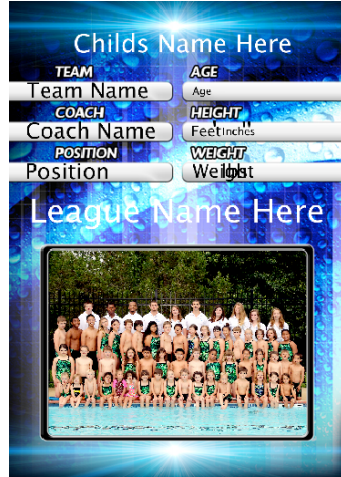 Childs Name Here
TEAM AGE
Team Name Age
COACH HEIGHT
Coach Name Feet ' Inches "
POSITION WEIGHT
Position Weight lbs
League Name Here